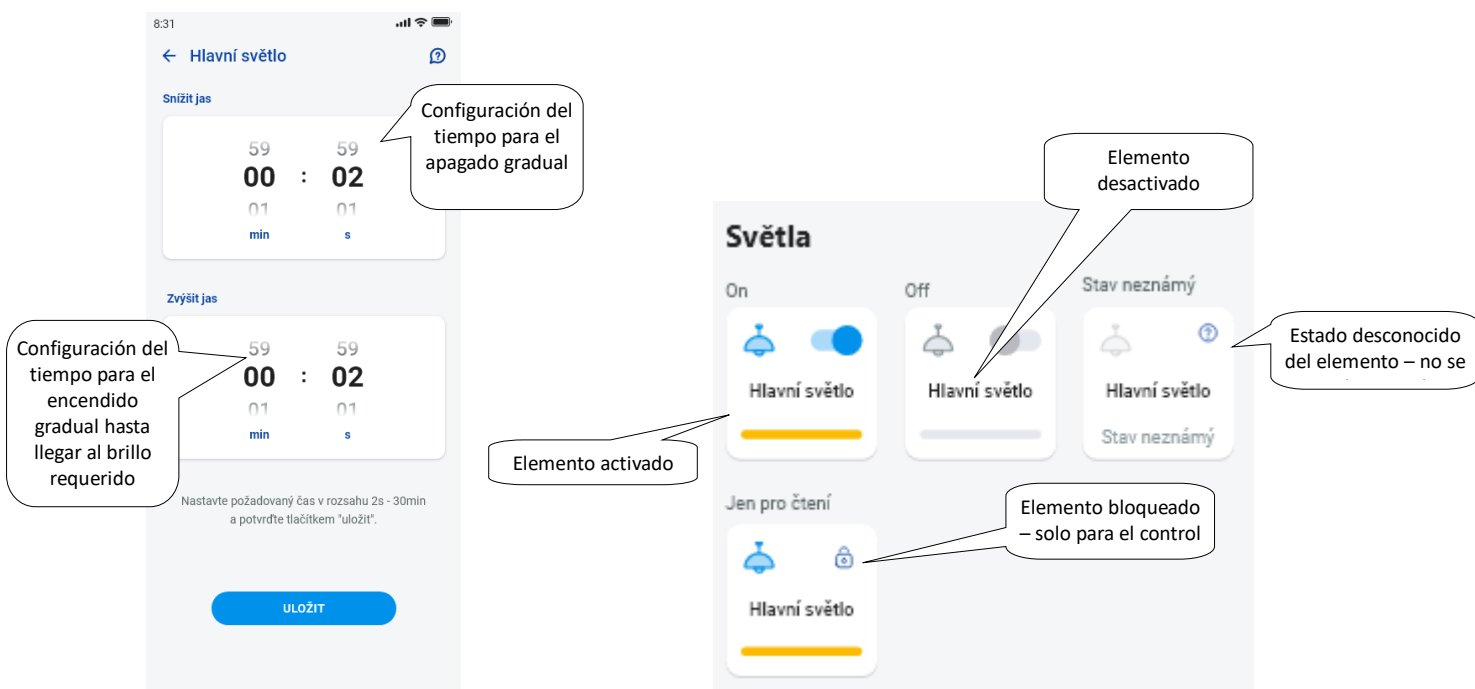 8:31
Hlavní světlo
Snížit jas
59 59
00 : 02
01 01
min s
Configuración del
tiempo para el
apagado gradual
Zvýšit jas
59 59
00 : 02
01 01
min s
Configuración del
tiempo para el
encendido
gradual hasta
llegar al brillo
requerido
Nastavte požadovaný čas v rozsahu 2s - 30min
a potvrďte tlačítkem "uložit".
ULOŽIT
Elemento
desactivado
Světla
On
Off
Stav neznámý
Hlavní světlo
Hlavní světlo
Hlavní světlo
Stav neznámý
Estado desconocido
del elemento – no se
Elemento activado
Jen pro čtení
Elemento bloqueado
– solo para el control
Hlavní světlo